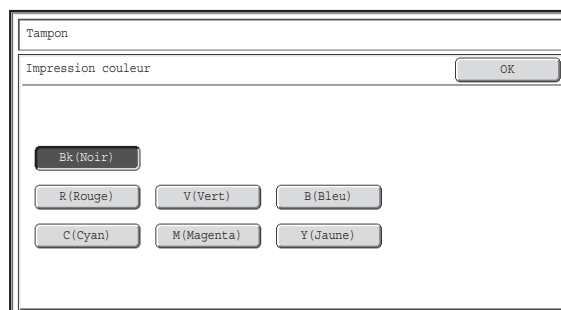 Tampon
Impression couleur OK
Bk(Noir)
R(Rouge) V(Vert) B(Bleu)
C(Cyan) M(Magenta) Y(Jaune)